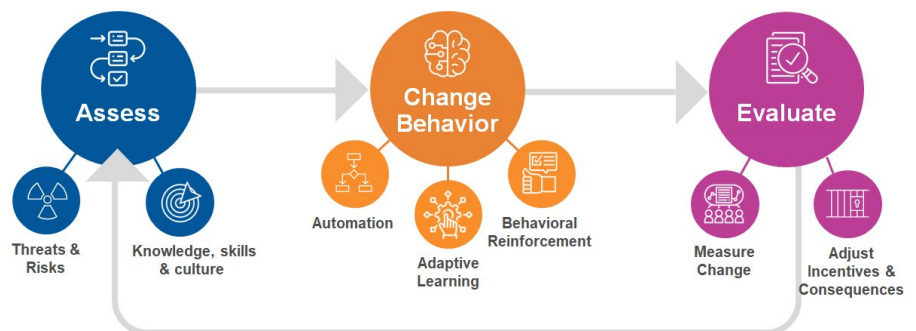 Assess
Threats &
Risks
Knowledge, skills
& culture
Change
Behavior
Automation
Adaptive
Learning
Behavioral
Reinforcement
Evaluate
Measure
Change
Adjust
Incentives &
Consequences